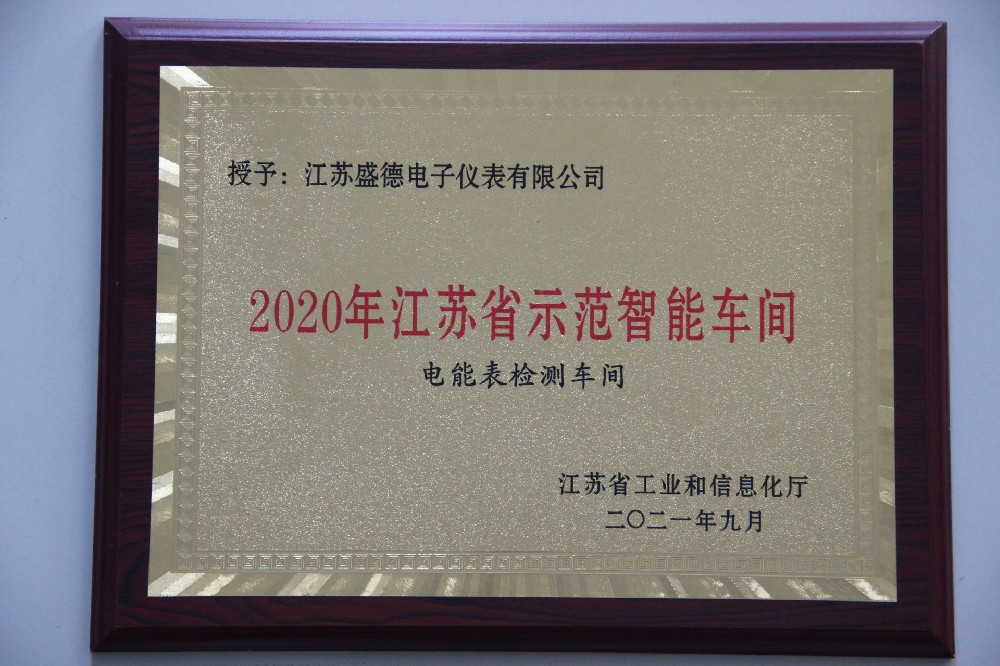 授予：江苏盛德电子仪表有限公司
2020年江苏省示范智能车间
电能表检测车间
江苏省工业和信息化厅
二〇二一年九月